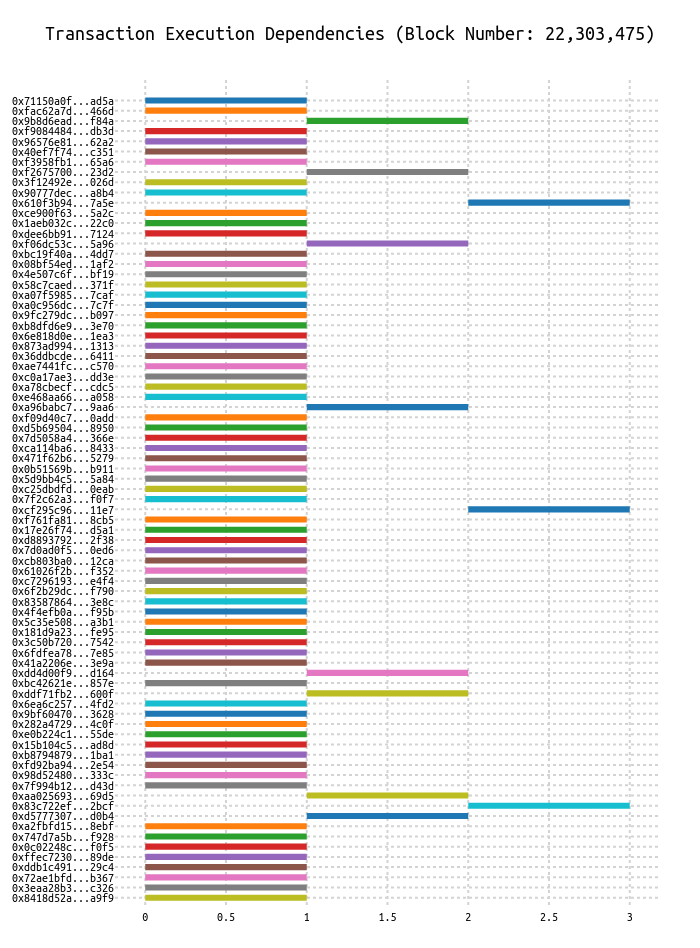 Transaction Execution Dependencies (Block Number: 22,303,475)
0x71150a0f...ad5a
0xfac62a7d...466d
0x9b8d6ead...f84a
0xf9084484...db3d
0x96576e81...62a2
0x40ef7f74...c351
0xf3958fb1...65a6
0xf2675700...23d2
0x3f12492e...026d
0x90777dec...a8b4
0x610f3b94...7a5e
0xce900f63...5a2c
0x1aeb032c...22c0
0xdee6bb91...7124
0xf06dc53c...5a96
0xbc19f40a...4dd7
0x08bf54ed...1af2
0x4e507c6f...bf19
0x58c7caed...371f
0xa07f5985...7caf
0xa0c956dc...7c7f
0x9fc279dc...b097
0xb8dfd6e9...3e70
0x6e818d0e...1ea3
0x873ad994...1313
0x36ddbcde...6411
0xae7441fc...c570
0xc0a17ae3...dd3e
0xa78cbecf...cdc5
0xe468aa66...a058
0xa96babc7...9aa6
0xf09d40c7...0add
0xd5b69504...8950
0x7d5058a4...366e
0xca114ba6...8433
0x471f62b6...5279
0x0b51569b...b911
0x5d9bb4c5...5a84
0xc25dbdfd...0eab
0x7f2c62a3...f0f7
0xcf295c96...11e7
0xf761fa81...8cb5
0x17e26f74...d5a1
0xd8893792...2f38
0x7d0ad0f5...0ed6
0xcb803ba0...12ca
0x61026f2b...f352
0xc7296193...e4f4
0x6f2b29dc...f790
0x83587864...3e8c
0x4f4efb0a...f95b
0x5c35e508...a3b1
0x181d9a23...fe95
0x3c50b720...7542
0x6fdfea78...7e85
0x41a2206e...3e9a
0xdd4d00f9...d164
0xbc42621e...857e
0xddf71fb2...600f
0x6ea6c257...4fd2
0x9bf60470...3628
0x282a4729...4c0f
0xe0b224c1...55de
0x15b104c5...ad8d
0xb8794879...1ba1
0xfd92ba94...2e54
0x98d52480...333c
0x7f994b12...d43d
0xaa025693...69d5
0x83c722ef...2bcf
0xd5777307...d0b4
0xa2fbfd15...8ebf
0x747d7a5b...f928
0x0c02248c...f0f5
0xffec7230...89de
0xddb1c491...29c4
0x72ae1bfd...b367
0x3eaa28b3...c326
0x8418d52a...a9f9
0 0.5 1 1.5 2 2.5 3